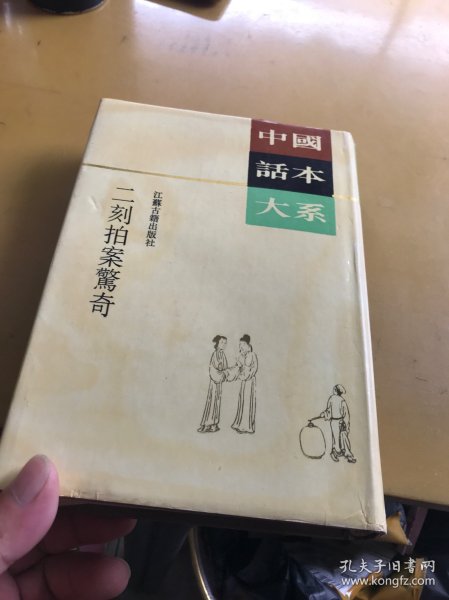 中國
話本
大系
江蘇古籍出版社
二刻拍案驚奇
孔夫子旧书网
www.kongfz.com